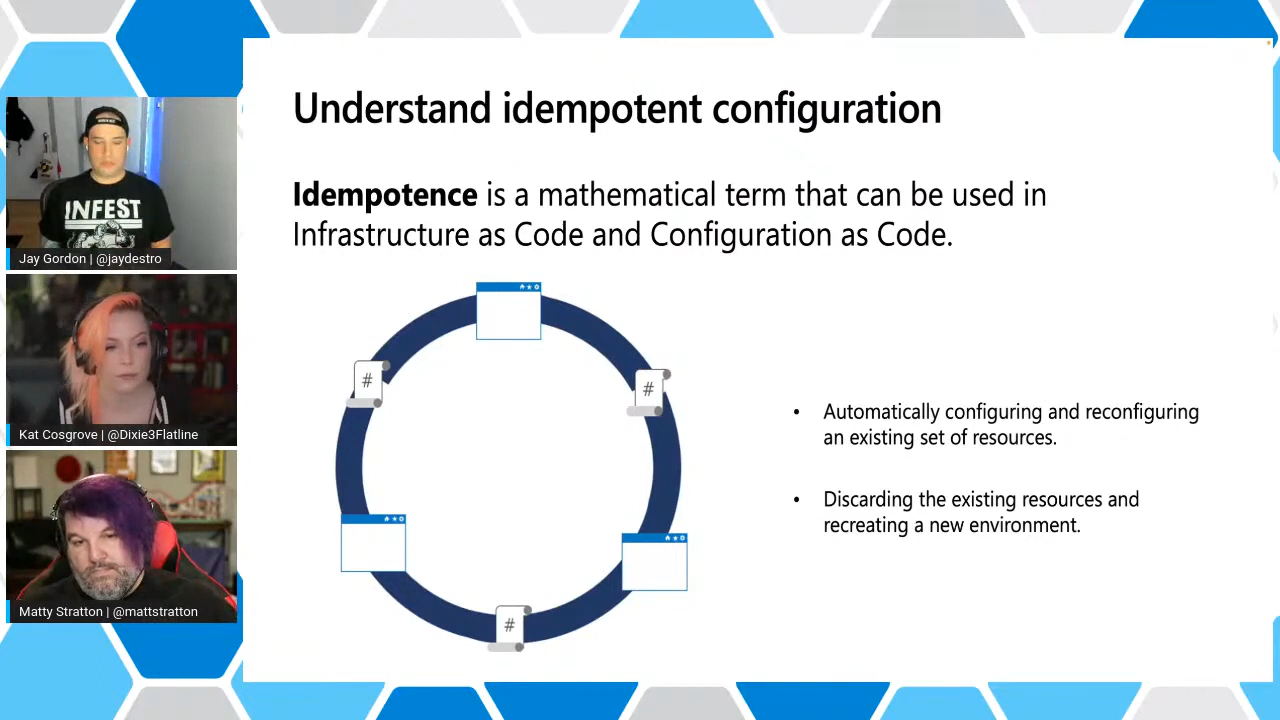 Understand idempotent configuration
Idempotence is a mathematical term that can be used in
Infrastructure as Code and Configuration as Code.
INFEST
Jay Gordon | @jaydestro
Kat Cosgrove | @Dixie3Flatline
Matty Stratton | @mattstratton
#
#
#
• Automatically configuring and reconfiguring
an existing set of resources.
• Discarding the existing resources and
recreating a new environment.